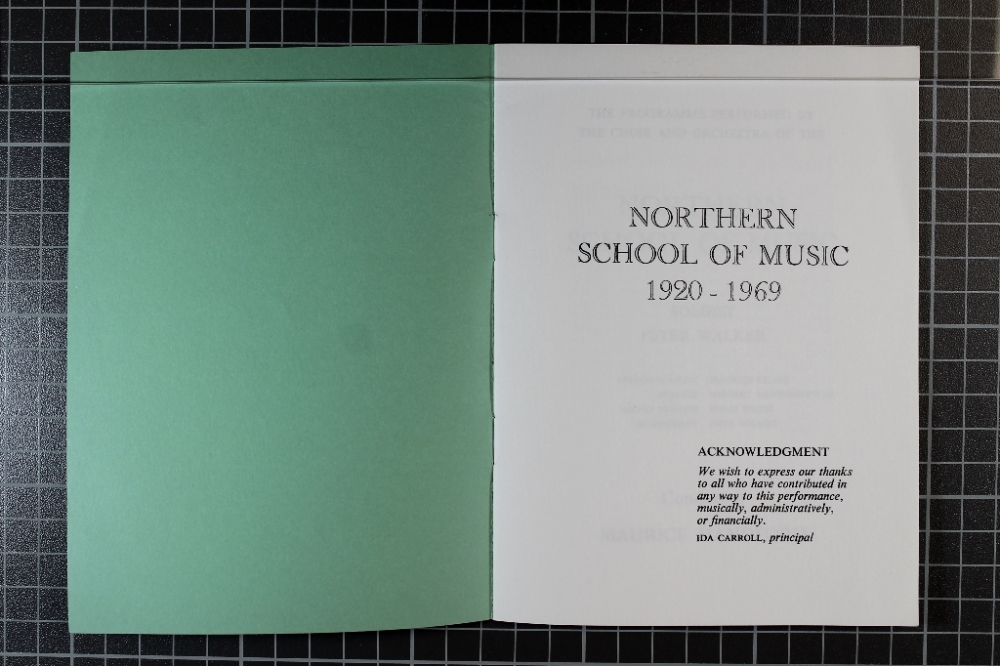 NORTHERN
SCHOOL OF MUSIC
1920 - 1969
ACKNOWLEDGMENT
We wish to express our thanks
to all who have contributed in
any way to this performance,
musically, administratively,
or financially.
IDA CARROLL, principal